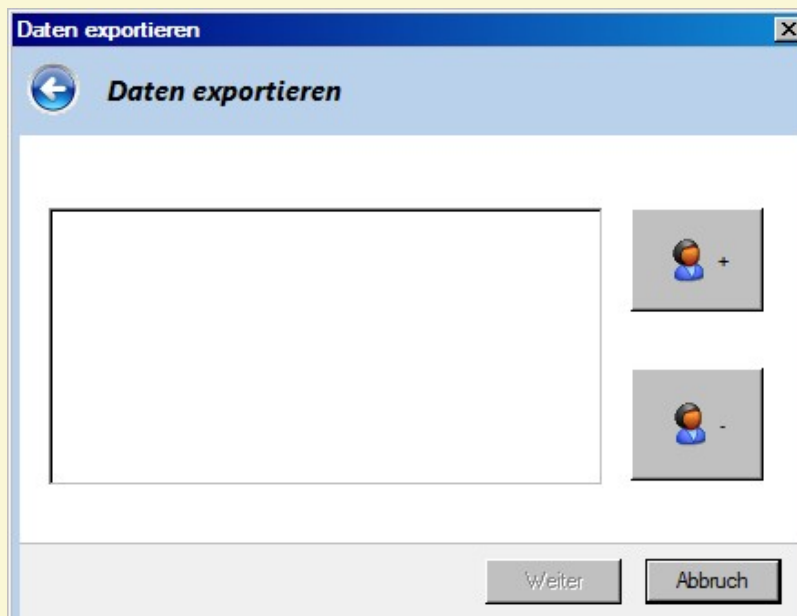 Daten exportieren
Daten exportieren
+
-
Weiter Abbruch